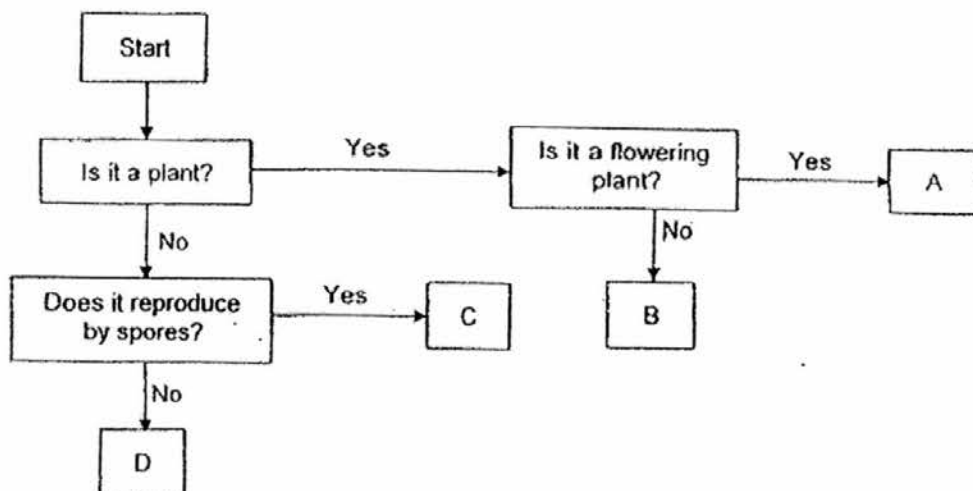 Start
Is it a plant?
Yes
Is it a flowering
plant?
Yes
A
No
No
Does it reproduce
by spores?
Yes
C
B
No
D